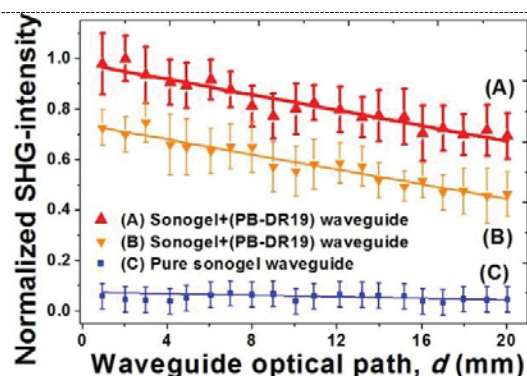 Normalized SHG-intensity
1.0
0.8
0.6
0.4
0.2
0.0
(A)
(B)
(C)
(A) Sonogel+(PB-DR19) waveguide
(B) Sonogel+(PB-DR19) waveguide
(C) Pure sonogel waveguide
0 4 8 12 16 20
Waveguide optical path, d (mm)